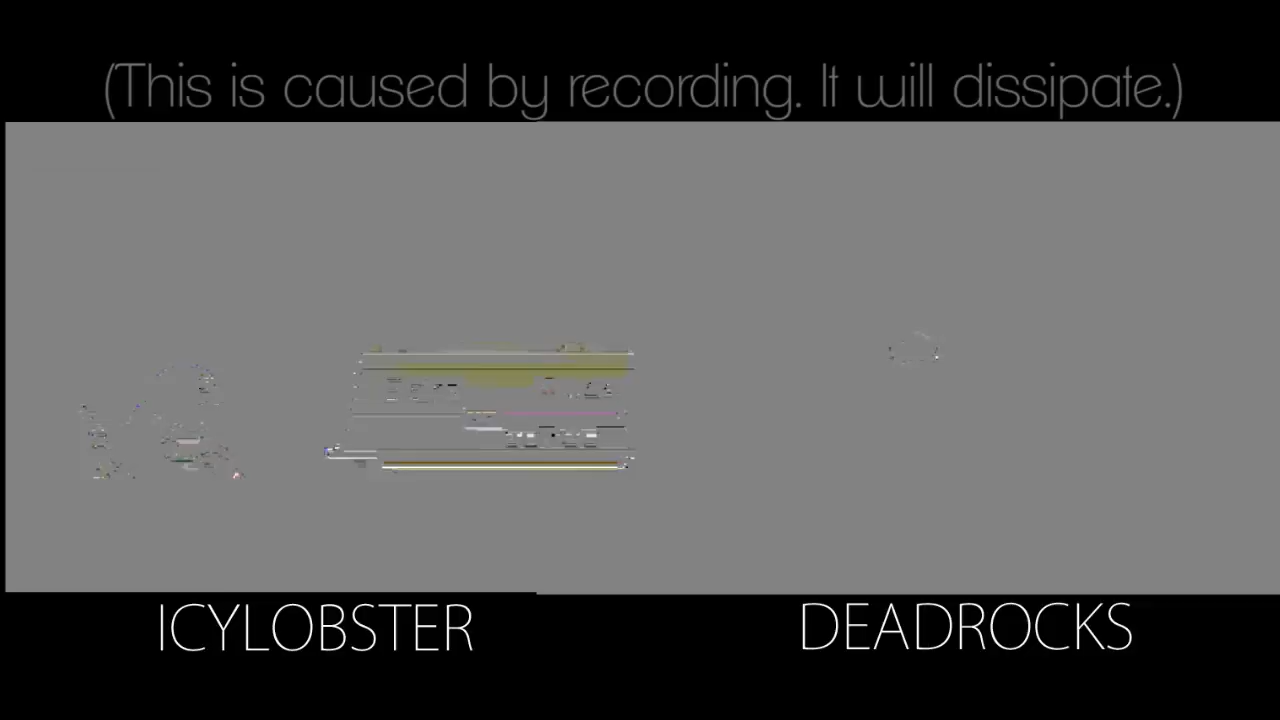 (This is caused by recording. It will dissipate.)
ICYLOBSTER
DEADROCKS